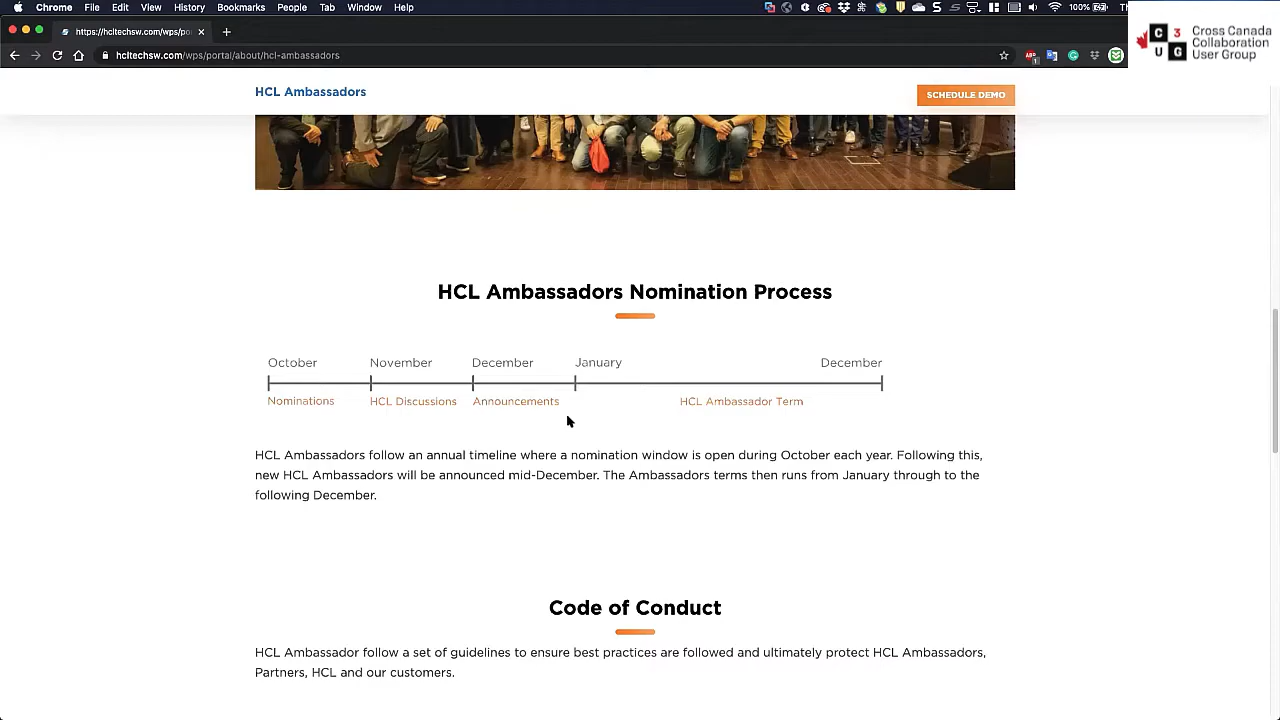 Chrome File Edit View History Bookmarks People Tab Window Help 100%
https://hcltechsw.com/wps/po
hcltechsw.com/wps/portal/about/hcl-ambassadors
C 3 U G
Cross Canada
Collaboration
User Group
HCL Ambassadors
SCHEDULE DEMO
HCL Ambassadors Nomination Process
October November December January December
Nominations HCL Discussions Announcements HCL Ambassador Term
HCL Ambassadors follow an annual timeline where a nomination window is open during October each year. Following this,
new HCL Ambassadors will be announced mid-December. The Ambassadors terms then runs from January through to the
following December.
Code of Conduct
HCL Ambassador follow a set of guidelines to ensure best practices are followed and ultimately protect HCL Ambassadors,
Partners, HCL and our customers.